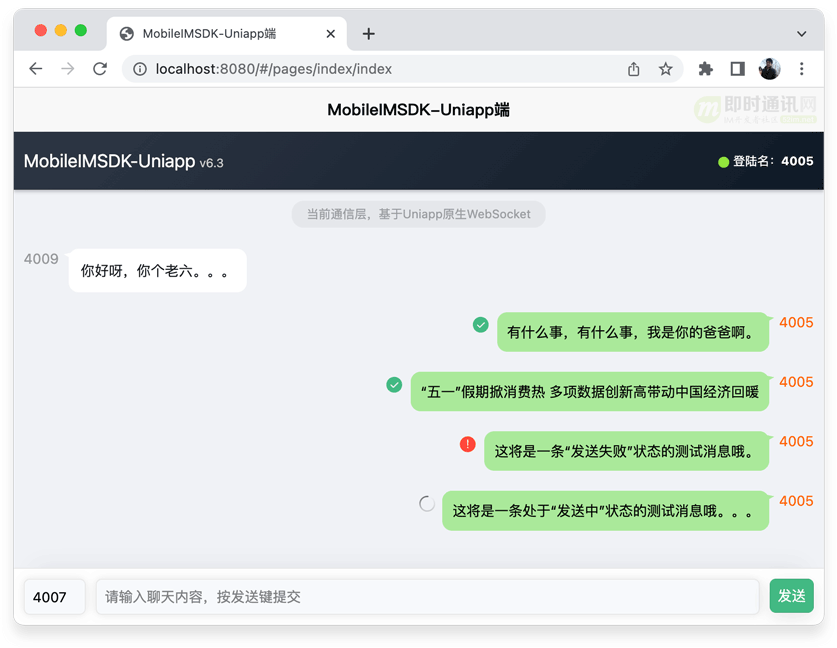 MobileIMSDK-Uniapp端
localhost:8080/#/pages/index/index
MobileIMSDK-Uniapp端
即时通讯网
MobileIMSDK-Uniapp v6.3
登陆名：4005
当前通信层，基于Uniapp原生WebSocket
4009
你好呀，你个老六。。。
有什么事，有什么事，我是你的爸爸啊。
4005
“五一”假期掀消费热 多项数据创新高带动中国经济回暖
4005
这将是一条“发送失败”状态的测试消息哦。
4005
这将是一条处于“发送中”状态的测试消息哦。。。
4005
4007
请输入聊天内容，按发送键提交
发送